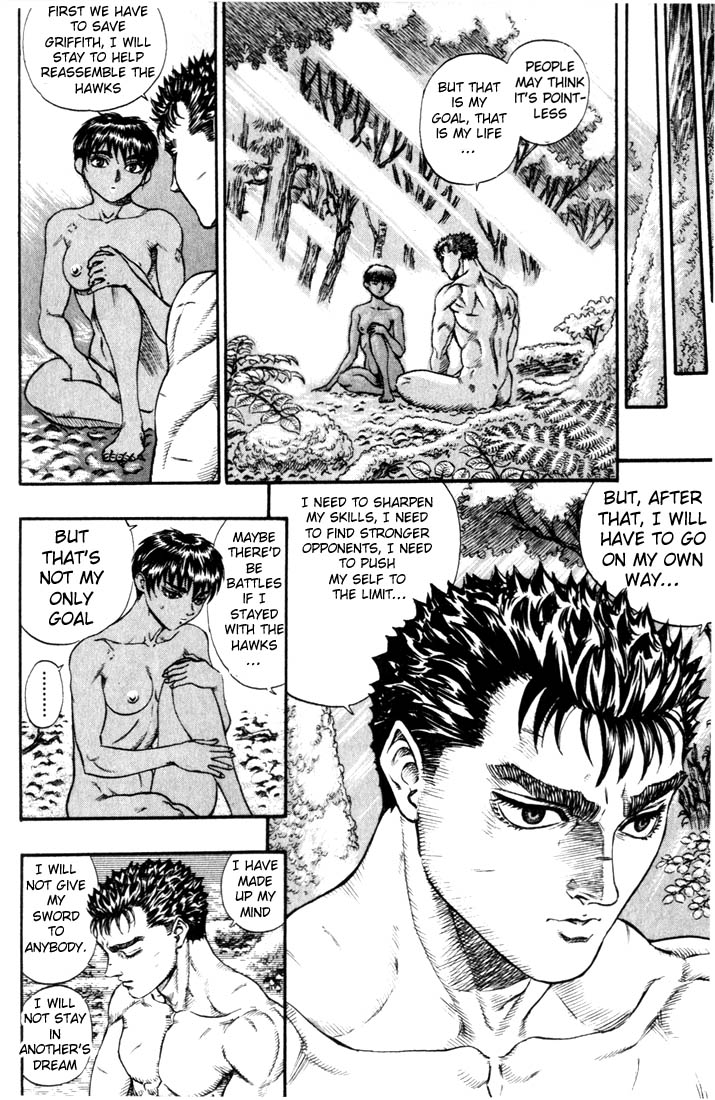 PEOPLE
MAY THINK
IT'S POINT-
LESS
BUT THAT
IS MY
GOAL, THAT
IS MY LIFE
...
FIRST WE HAVE
TO SAVE
GRIFFITH, I WILL
STAY TO HELP
REASSEMBLE THE
HAWKS
BUT, AFTER
THAT, I WILL
HAVE TO GO
ON MY OWN
WAY...
I NEED TO SHARPEN
MY SKILLS, I NEED
TO FIND STRONGER
OPPONENTS, I NEED
TO PUSH
MY SELF TO
THE LIMIT...
MAYBE
THERE'D
BE
BATTLES
IF I
STAYED
WITH THE
HAWKS
...
BUT
THAT'S
NOT MY
ONLY
GOAL
........
I HAVE
MADE
UP MY
MIND
I WILL
NOT GIVE
MY
SWORD
TO
ANYBODY.
I WILL
NOT STAY
IN
ANOTHER'S
DREAM